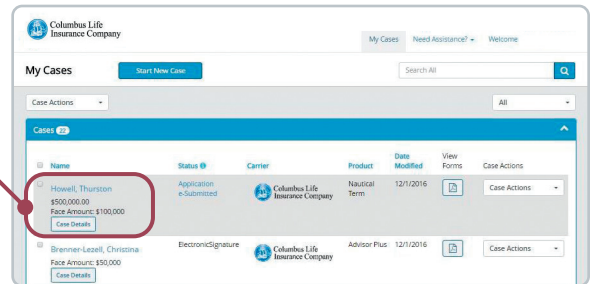 Columbus Life
Insurance Company
My Cases Need Assistance? Welcome
My Cases Start New Case Search All
Case Actions All
Cases 22
Name Status Carrier Product Date Modified View Forms Case Actions
Howell, Thurston Application e-Submitted Columbus Life Insurance Company Nautical Term 12/1/2016 Case Actions
$500,000.00
Face Amount: $100,000
Case Details
Brenner-Lezell, Christina ElectronicSignature Columbus Life Insurance Company Advisor Plus 12/1/2016 Case Actions
Face Amount: $50,000
Case Details